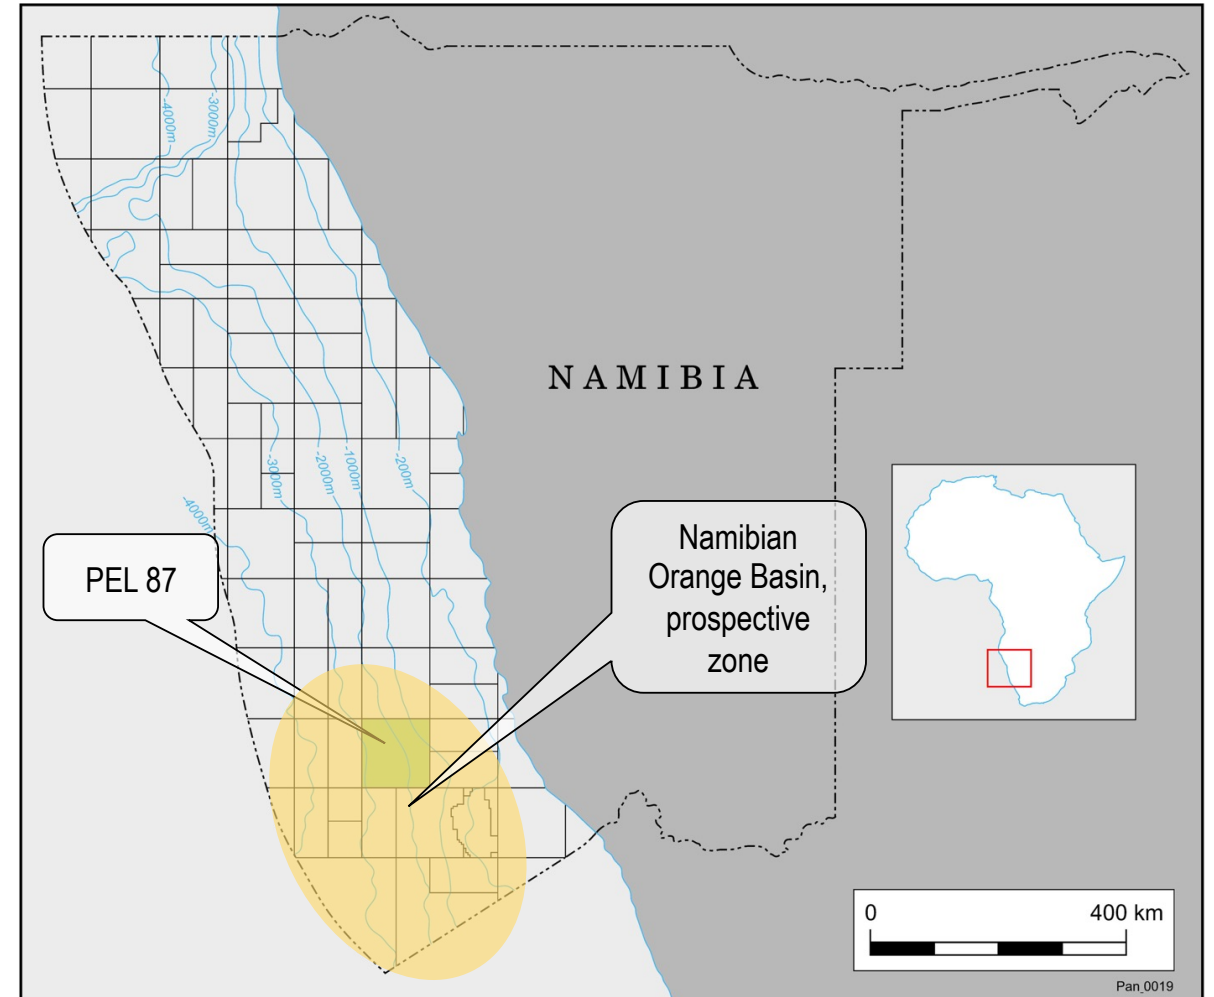 -4000m
-3000m
NAMIBIA
-3000m
-2000m
-1000m
-200m
-4000m
PEL 87
Namibian
Orange Basin,
prospective
zone
0
400 km
Pan_0019